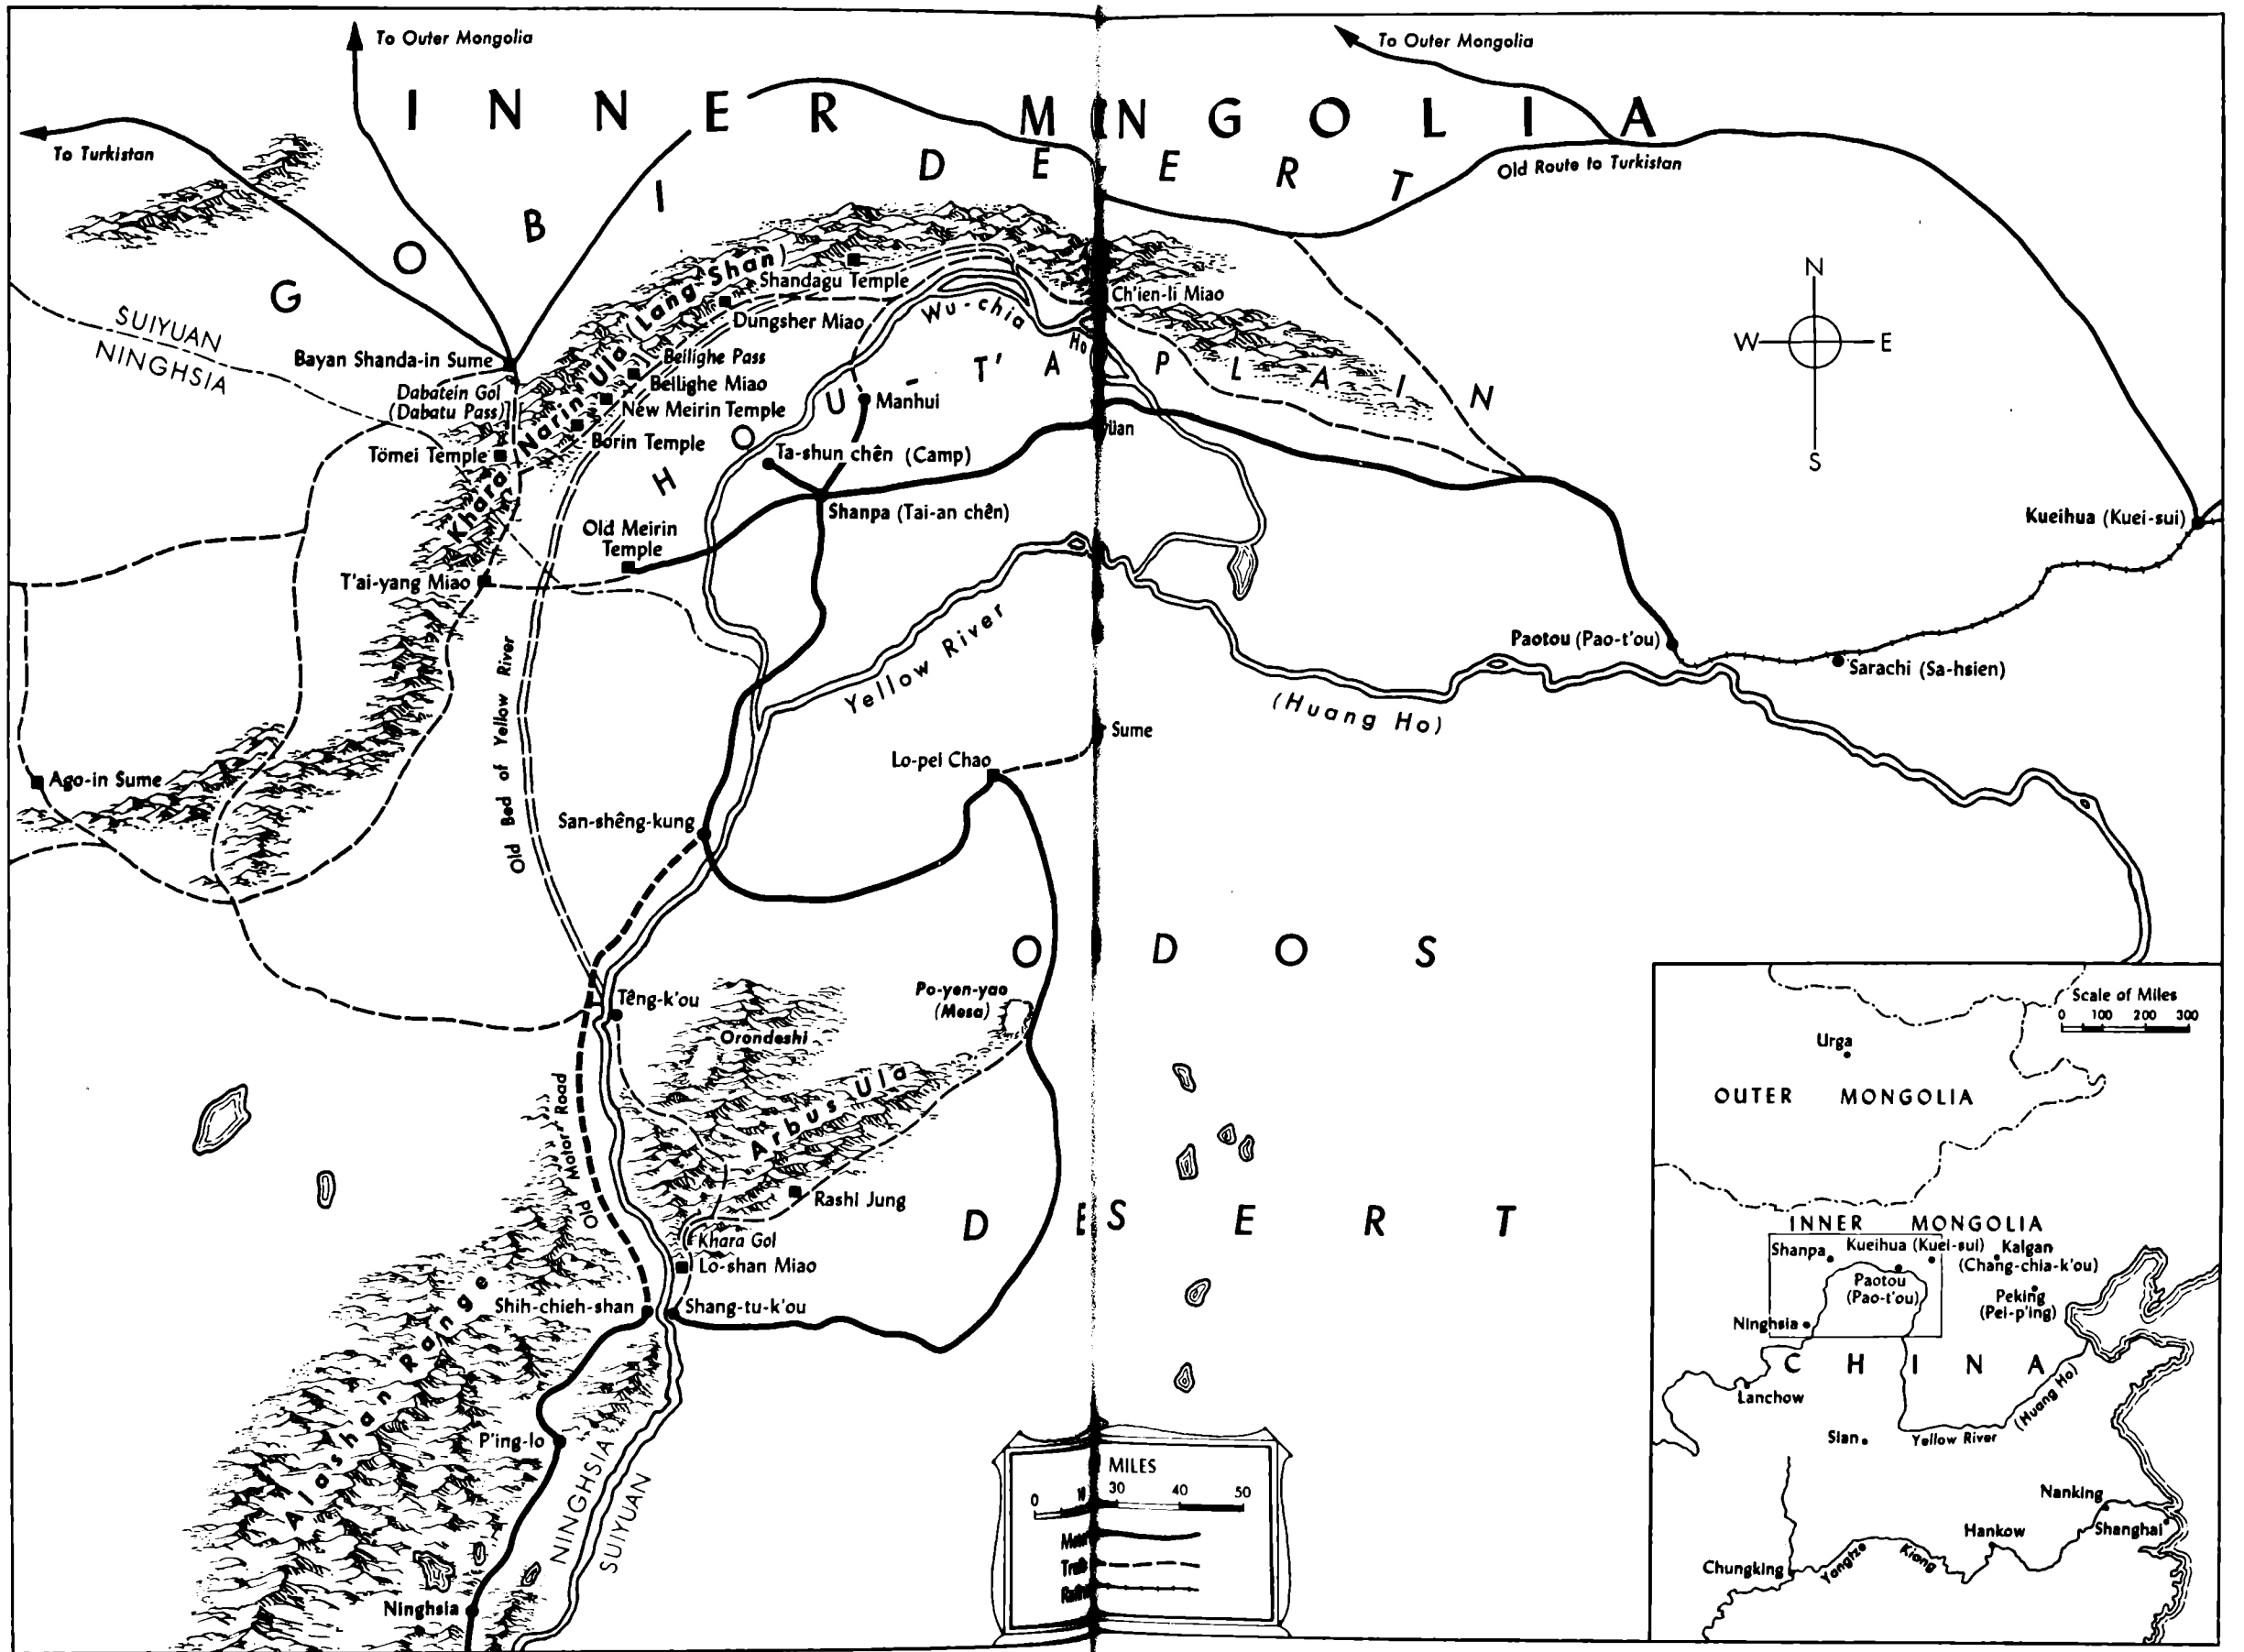 To Outer Mongolia
To Outer Mongolia
INNER MONGOLIA
To Turkistan
Old Route to Turkistan
GOBI DESERT
SUIYUAN
NINGHSIA
Khara Narin Ula (Lang Shan)
Shandagu Temple
Dungsher Miao
Wu-chia Ho
Ch'ien-li Miao
N
W E
S
Bayan Shanda-in Sume
Beilighe Pass
Beilighe Miao
Dabatein Gol
(Dabatu Pass)
New Meirin Temple
Borin Temple
Tömei Temple
HOU T'AO PLAIN
Manhui
Ta-shun chên (Camp)
üan
Shanpa (Tai-an chên)
Old Meirin
Temple
T'ai-yang Miao
Kueihua (Kuei-sui)
Paotou (Pao-t'ou)
Sarachi (Sa-hsien)
Yellow River
(Huang Ho)
Old Bed of Yellow River
Sume
Lo-pei Chao
Ago-in Sume
San-shêng-kung
O DOS
DESERT
Têng-k'ou
Po-yen-yao
(Mesa)
Orondeshi
Arbus Ula
Old Motor Road
Rashi Jung
Khara Gol
Lo-shan Miao
Shih-chieh-shan
Shang-tu-k'ou
Alashan Range
P'ing-lo
NINGHSIA
SUIYUAN
Ninghsia
MILES
0 10 30 40 50
Scale of Miles
0 100 200 300
Urga
OUTER MONGOLIA
INNER MONGOLIA
Shanpa
Kueihua (Kuei-sui)
Kalgan
(Chang-chia-k'ou)
Paotou
(Pao-t'ou)
Peking
(Pei-p'ing)
Ninghsia
CHINA
Lanchow
(Huang Ho)
Sian
Yellow River
Nanking
Hankow
Shanghai
Chungking
Yangtze Kiang